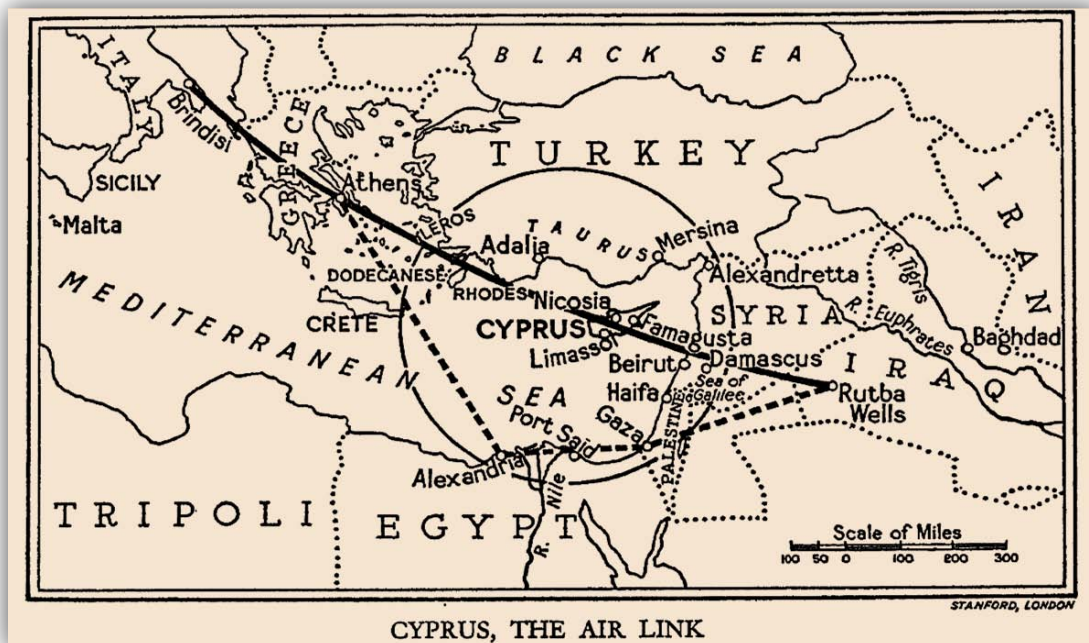 BLACK SEA
ITALY
Brindisi
GREECE
TURKEY
IRAN
SICILY
Athens
Malta
LEROS
TAURUS
Mersina
Adalia
Alexandretta
R. Tigris
DODECANESE
RHODES
MEDITERRANEAN
SEA
CRETE
Nicosia
SYRIA
R. Euphrates
CYPRUS
Famagusta
Baghdad
Limassol
Beirut
Damascus
IRAQ
Sea of
Galilee
Haifa
Rutba
Wells
Port Said
Gaza
PALESTINE
Alexandria
R. Nile
TRIPOLI
EGYPT
Scale of Miles
100 50 0 100 200 300
STANFORD, LONDON
CYPRUS, THE AIR LINK